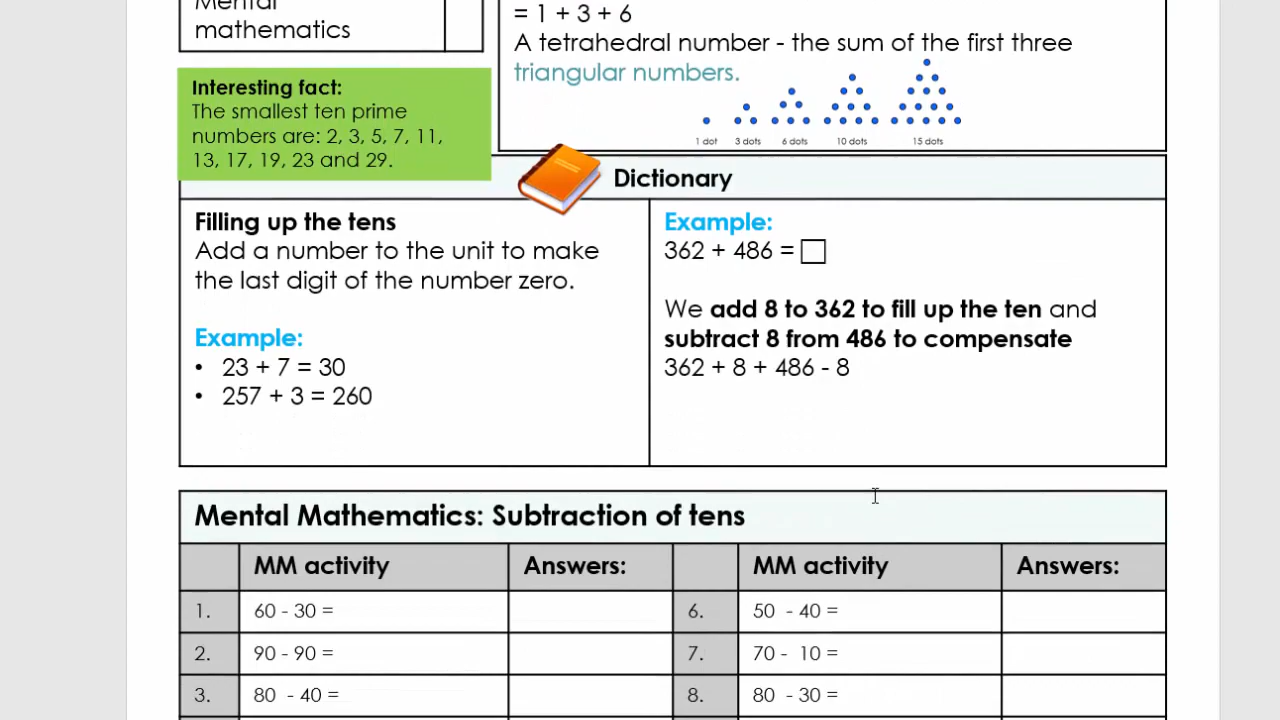 Mental
mathematics
= 1 + 3 + 6
A tetrahedral number - the sum of the first three
triangular numbers.
1 dot 3 dots 6 dots 10 dots 15 dots
Interesting fact:
The smallest ten prime
numbers are: 2, 3, 5, 7, 11,
13, 17, 19, 23 and 29.
Dictionary
Filling up the tens
Add a number to the unit to make
the last digit of the number zero.
Example:
• 23 + 7 = 30
• 257 + 3 = 260
Example:
362 + 486 = □
We add 8 to 362 to fill up the ten and
subtract 8 from 486 to compensate
362 + 8 + 486 - 8
Mental Mathematics: Subtraction of tens
MM activity Answers: MM activity Answers:
1. 60 - 30 = 6. 50 - 40 =
2. 90 - 90 = 7. 70 - 10 =
3. 80 - 40 = 8. 80 - 30 =